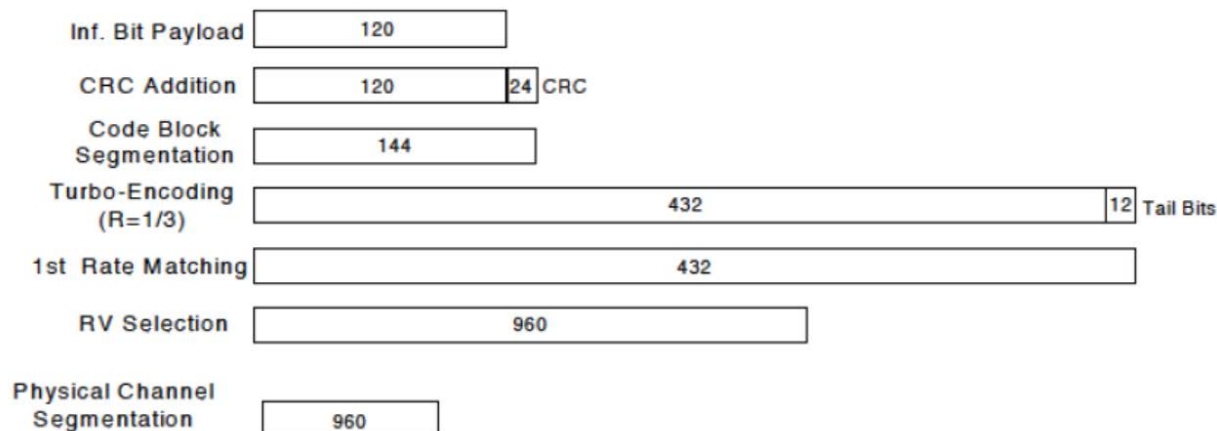 Inf. Bit Payload 120
CRC Addition 120 24 CRC
Code Block
Segmentation 144
Turbo-Encoding
(R=1/3) 432 12 Tail Bits
1st Rate Matching 432
RV Selection 960
Physical Channel
Segmentation 960